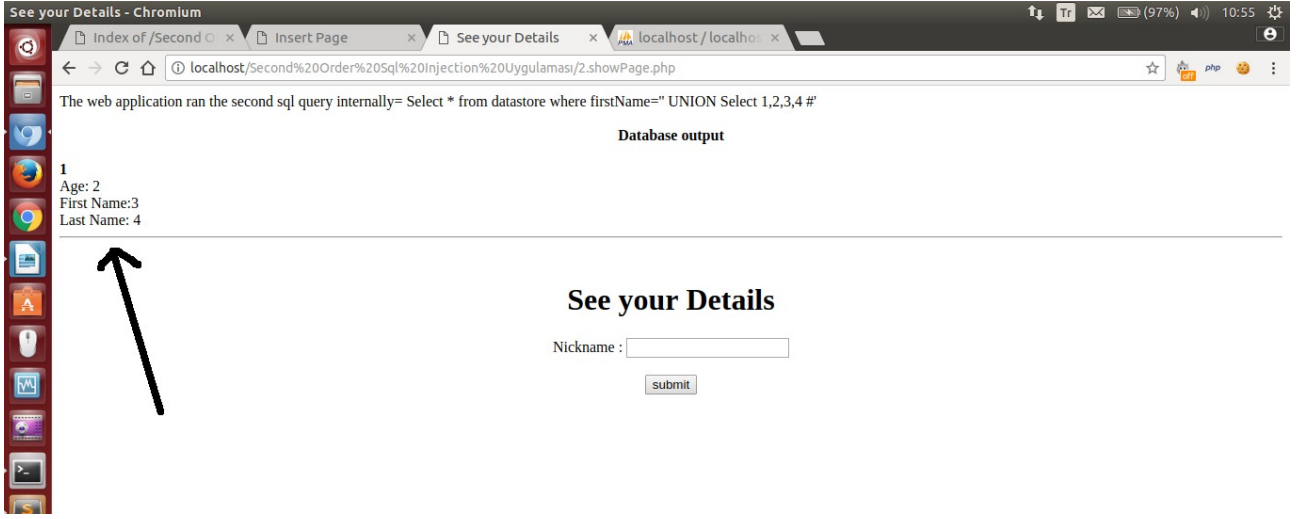 See your Details - Chromium
Tr (97%) 10:55
Index of /Second O × Insert Page × See your Details × localhost / localhos ×
localhost/Second%20Order%20Sql%20Injection%20Uygulaması/2.showPage.php
off php
The web application ran the second sql query internally= Select * from datastore where firstName='' UNION Select 1,2,3,4 #'
Database output
1
Age: 2
First Name:3
Last Name: 4
See your Details
Nickname :
submit